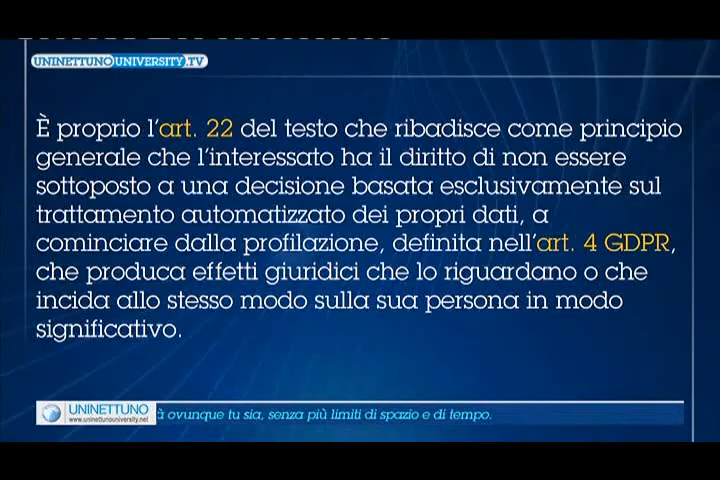 UNINETTUNOUNIVERSITY.TV
È proprio l'art. 22 del testo che ribadisce come principio
generale che l'interessato ha il diritto di non essere
sottoposto a una decisione basata esclusivamente sul
trattamento automatizzato dei propri dati, a
cominciare dalla profilazione, definita nell'art. 4 GDPR,
che produca effetti giuridici che lo riguardano o che
incida allo stesso modo sulla sua persona in modo
significativo.
UNINETTUNO
www.uninettunouniversity.net
à ovunque tu sia, senza più limiti di spazio e di tempo.